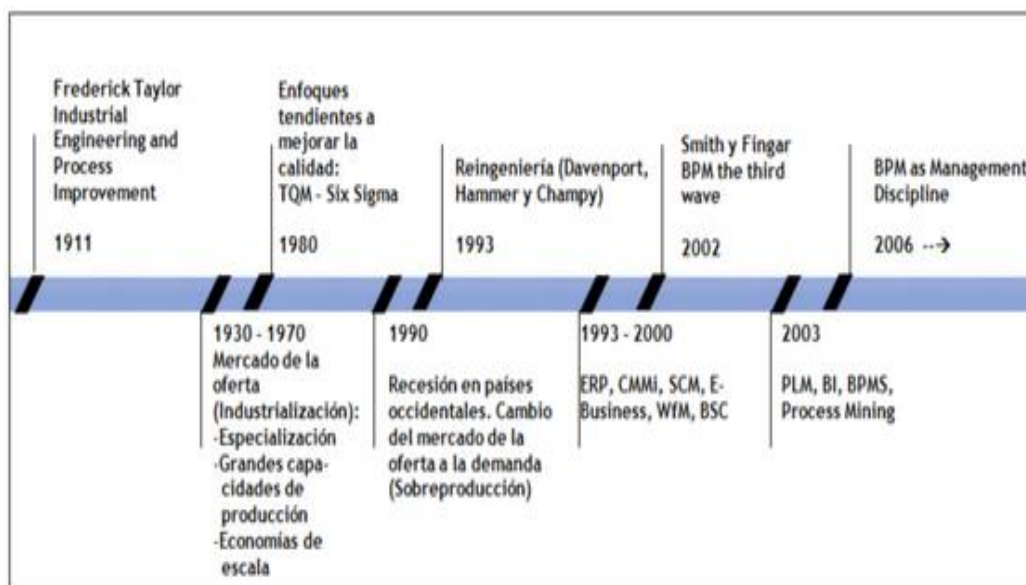 Frederick Taylor
Industrial
Engineering and
Process
Improvement
1911
Enfoques
tendientes a
mejorar la
calidad:
TQM - Six Sigma
1980
Reingeniería (Davenport,
Hammer y Champy)
1993
Smith y Fingar
BPM the third
wave
2002
BPM as Management
Discipline
2006 --→
1930 - 1970
Mercado de la
oferta
(Industrialización):
-Especialización
-Grandes capa-
cidades de
producción
-Economías de
escala
1990
Recesión en países
occidentales. Cambio
del mercado de la
oferta a la demanda
(Sobreproducción)
1993 - 2000
ERP, CMMi, SCM, E-
Business, WfM, BSC
2003
PLM, BI, BPMS,
Process Mining